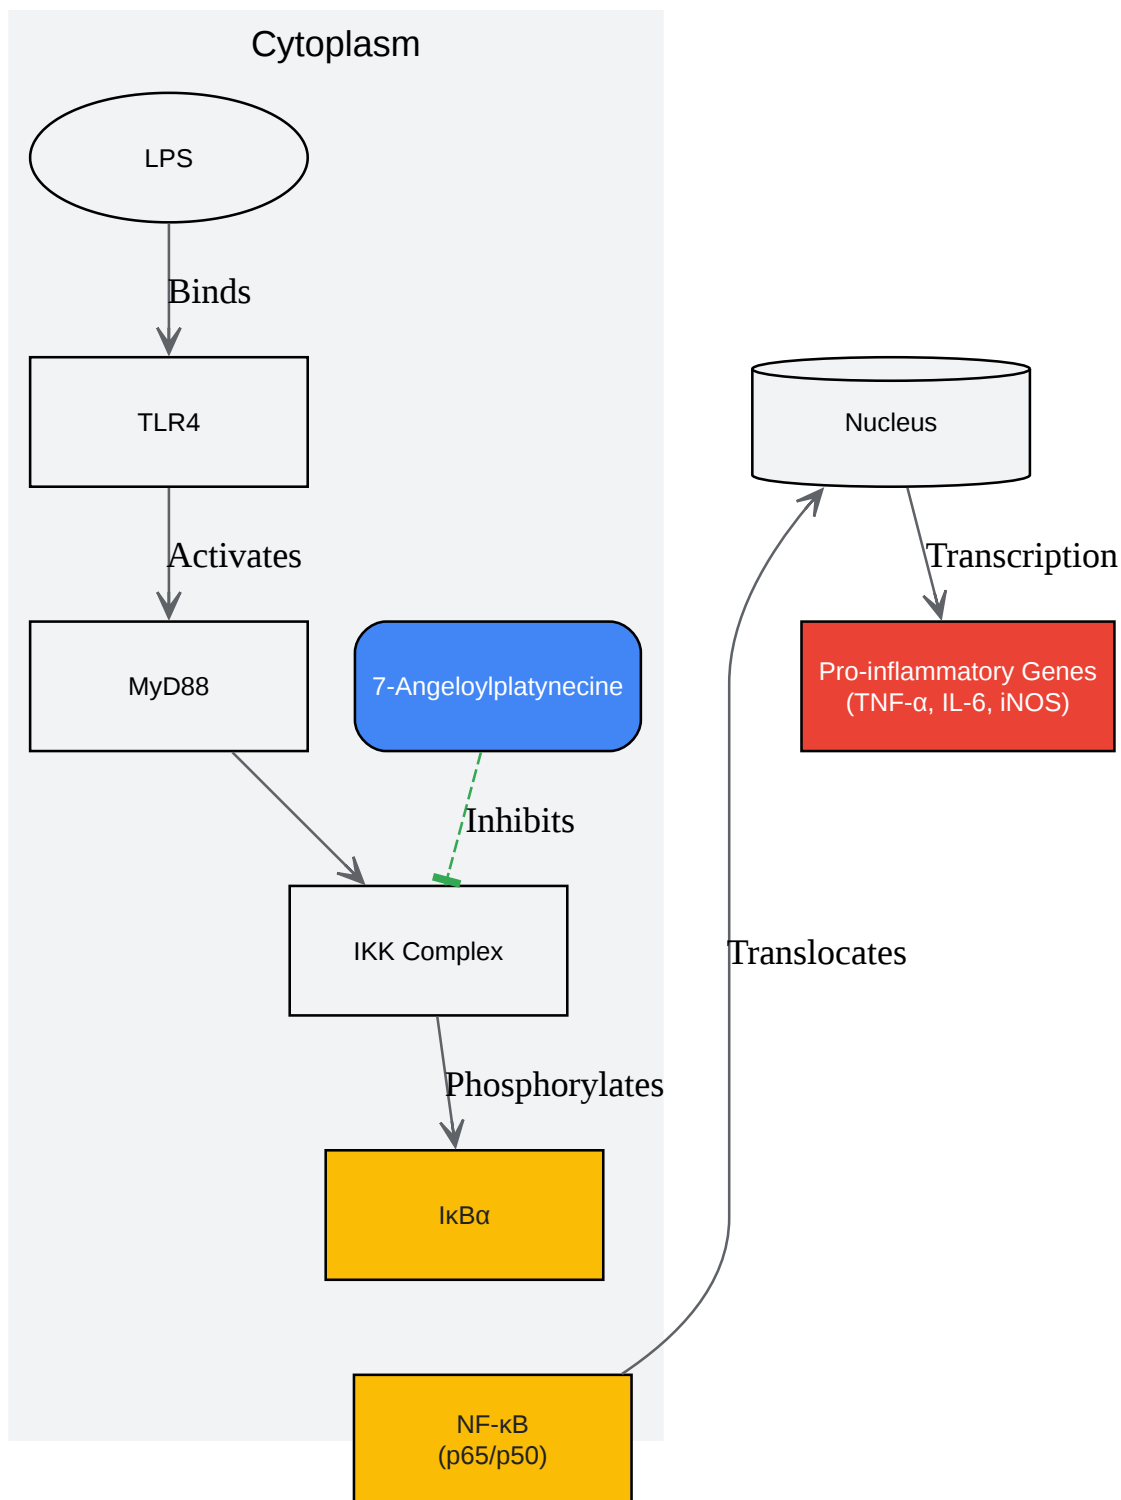 Cytoplasm
LPS
Binds
TLR4
Nucleus
Activates
Transcription
MyD88
7-Angeloylplatynecine
Pro-inflammatory Genes
(TNF-α, IL-6, iNOS)
Inhibits
IKK Complex
Translocates
Phosphorylates
IκBα
NF-κB
(p65/p50)